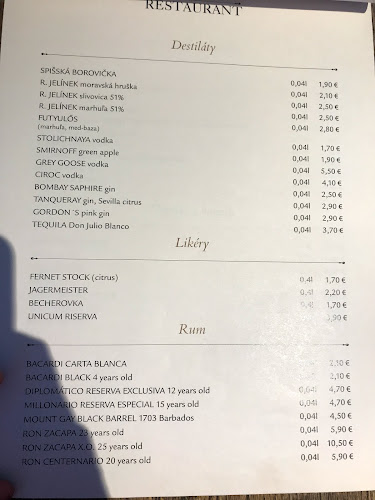 RESTAURANT
Destiláty
SPIŠSKÁ BOROVIČKA 0,04l 1,90 €
R. JELÍNEK moravská hruška 0,04l 2,10 €
R. JELÍNEK slivovica 51% 0,04l 2,50 €
R. JELÍNEK marhuľa 51% 0,04l 2,50 €
FUTYULŐS 0,04l 2,80 €
(marhuľa, med-baza)
STOLICHNAYA vodka 0,04l 1,70 €
SMIRNOFF green apple 0,04l 1,90 €
GREY GOOSE vodka 0,04l 5,50 €
CIROC vodka 0,04l 4,10 €
BOMBAY SAPHIRE gin 0,04l 2,50 €
TANQUERAY gin, Sevilla citrus 0,04l 2,90 €
GORDON ́S pink gin 0,04l 2,90 €
TEQUILA Don Julio Blanco 0,04l 3,70 €
Likéry
FERNET STOCK (citrus) 0,4l 1,70 €
JAGERMEISTER 0,4l 2,20 €
BECHEROVKA 0,4l 1,70 €
UNICUM RISERVA €
Rum
BACARDI CARTA BLANCA €
BACARDI BLACK 4 years old 2,10 €
DIPLOMÁTICO RESERVA EXCLUSIVA 12 years old 0,04l 4,70 €
MILLONARIO RESERVA ESPECIAL 15 years old 0,04l 4,70 €
MOUNT GAY BLACK BARREL 1703 Barbados 0,04l 4,50 €
RON ZACAPA 23 years old 0,04l 5,90 €
RON ZACAPA X.O. 25 years old 0,04l 10,50 €
RON CENTERNARIO 20 years old 0,04l 5,90 €